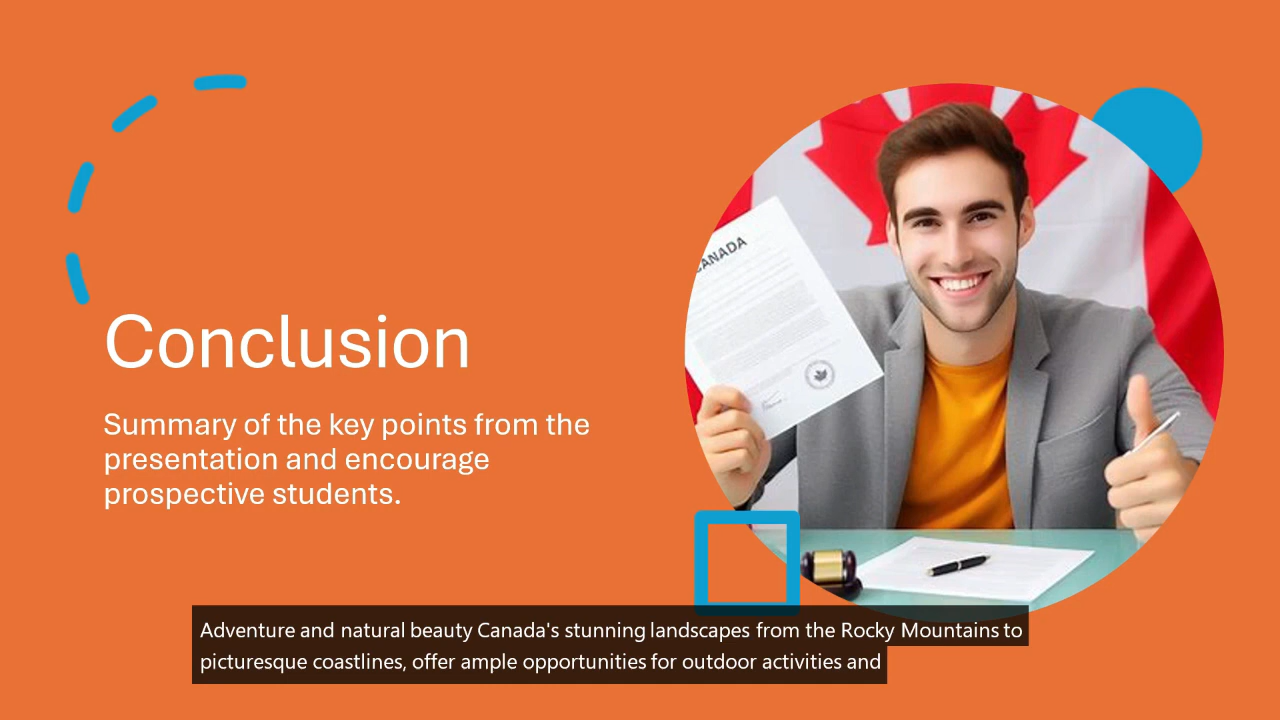 Conclusion
Summary of the key points from the
presentation and encourage
prospective students.
CANADA
Adventure and natural beauty Canada's stunning landscapes from the Rocky Mountains to
picturesque coastlines, offer ample opportunities for outdoor activities and